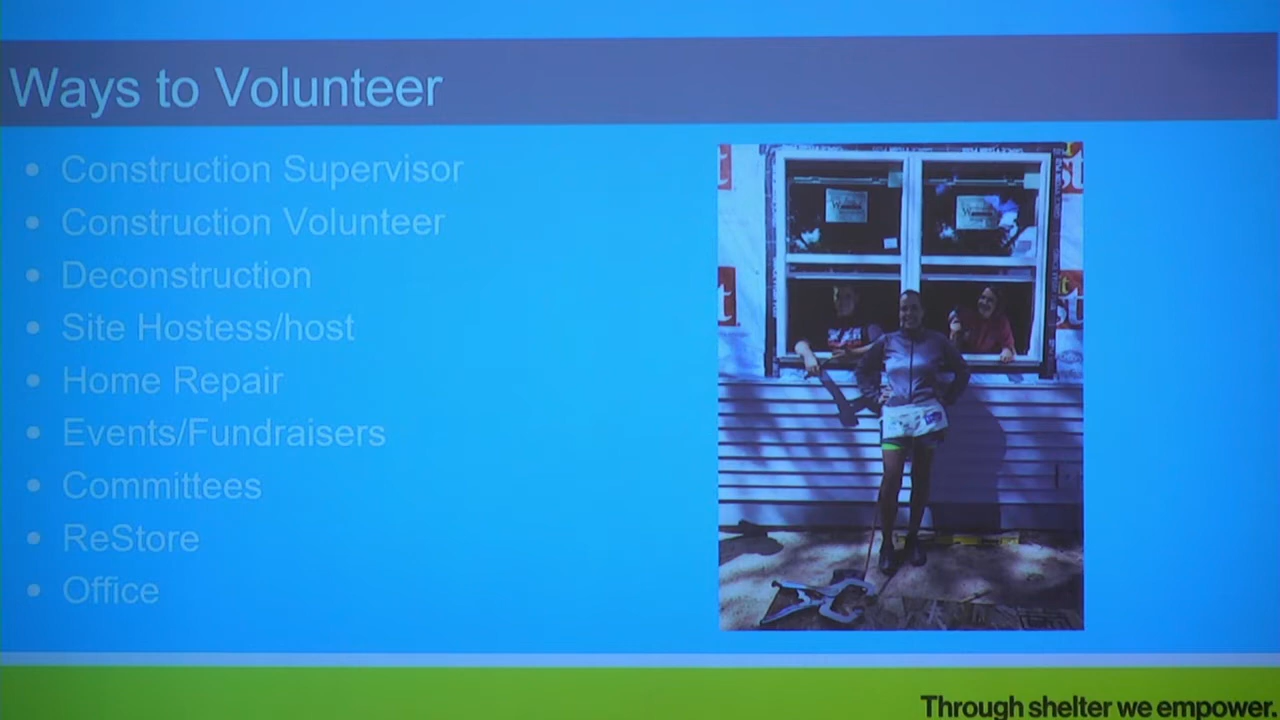 Ways to Volunteer
• Construction Supervisor
• Construction Volunteer
• Deconstruction
• Site Hostess/host
• Home Repair
• Events/Fundraisers
• Committees
• ReStore
• Office
Through shelter we empower.